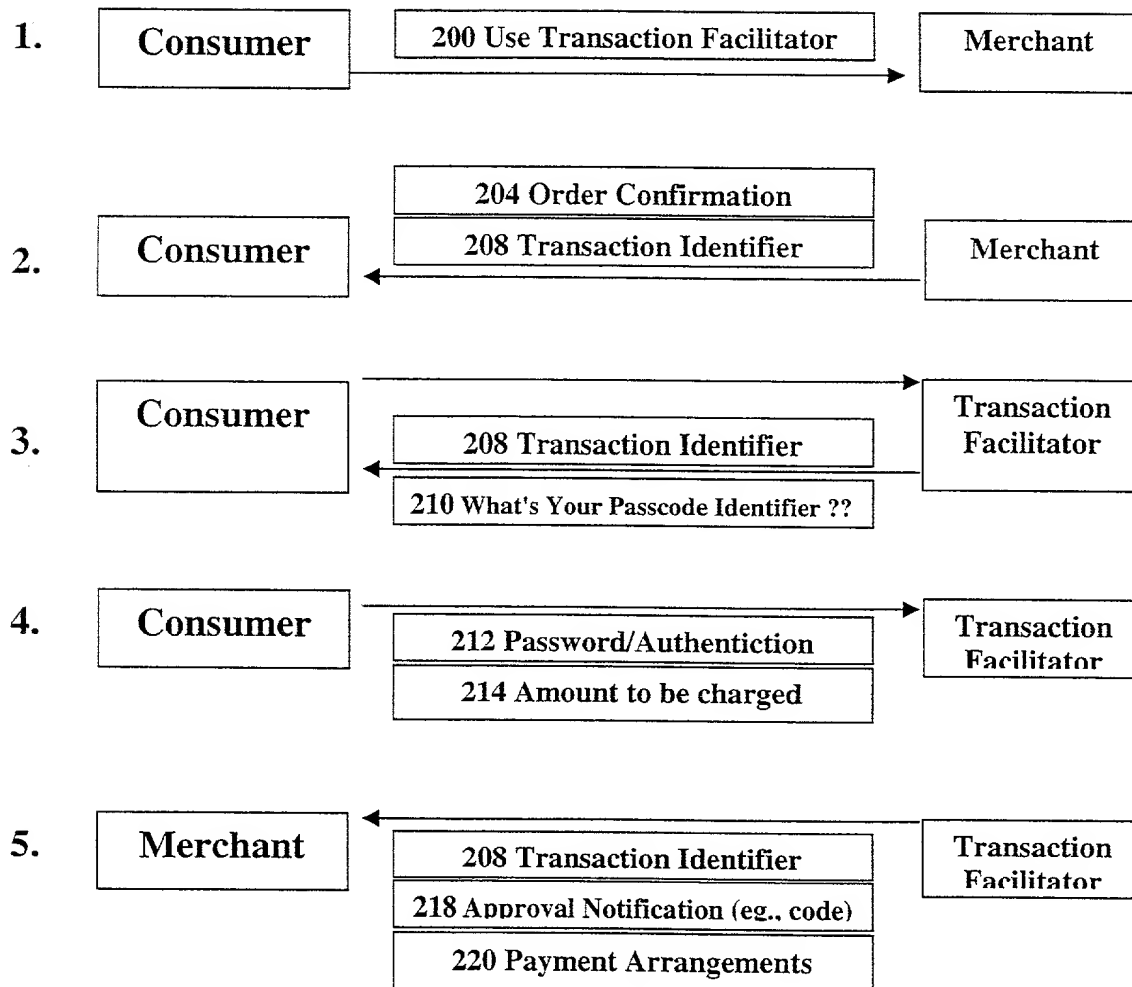 1.
Consumer
200 Use Transaction Facilitator
Merchant
2.
Consumer
204 Order Confirmation
208 Transaction Identifier
Merchant
3.
Consumer
208 Transaction Identifier
210 What's Your Passcode Identifier ??
Transaction
Facilitator
4.
Consumer
212 Password/Authentiction
214 Amount to be charged
Transaction
Facilitator
5.
Merchant
208 Transaction Identifier
218 Approval Notification (eg., code)
220 Payment Arrangements
Transaction
Facilitator